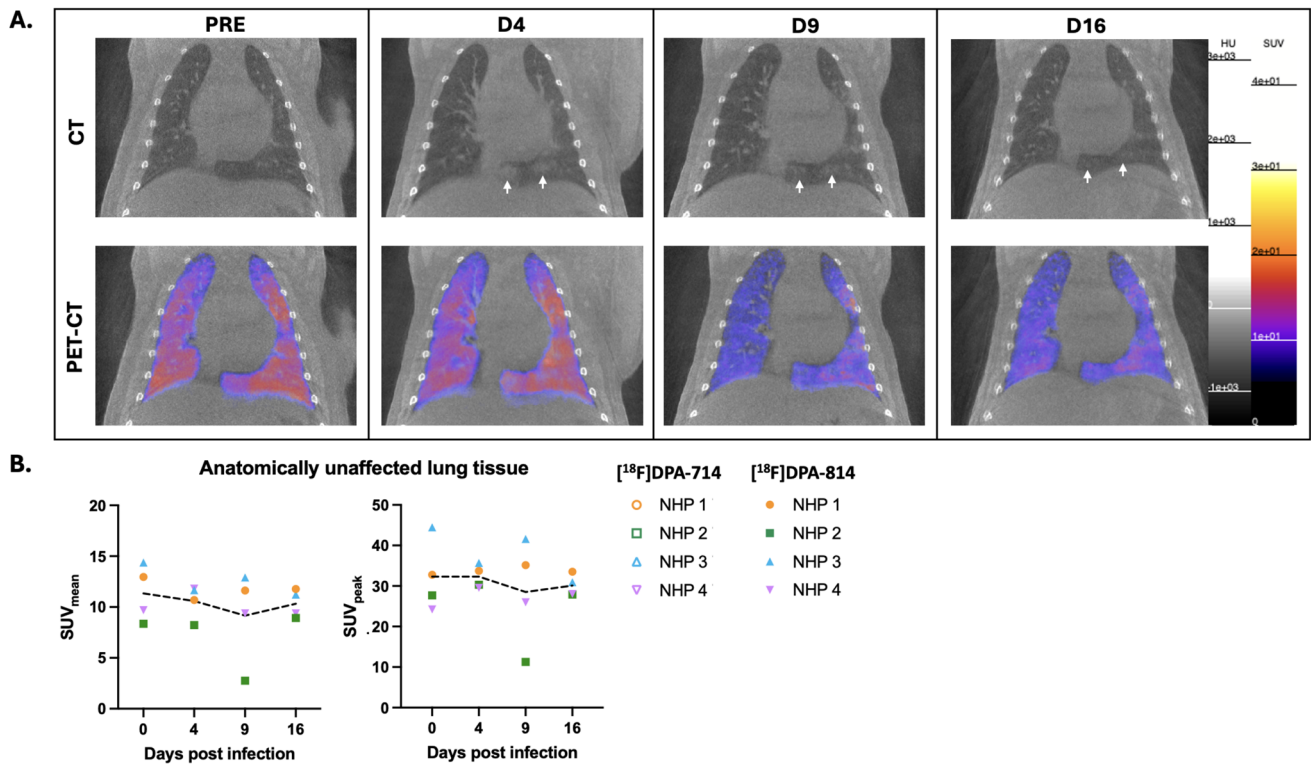 A.
PRE D4 D9 D16
HU SUV
CT
3e+03
4e+01
2e+03
3e+01
1e+03
2e+01
PET-CT
0
1e+01
-1e+03
0
B.
Anatomically unaffected lung tissue
[¹⁸F]DPA-714 [¹⁸F]DPA-814
NHP 1 NHP 1
NHP 2 NHP 2
NHP 3 NHP 3
NHP 4 NHP 4
SUVmean
20
15
10
5
0
0 4 9 16
Days post infection
SUVpeak
50
40
30
20
10
0
0 4 9 16
Days post infection